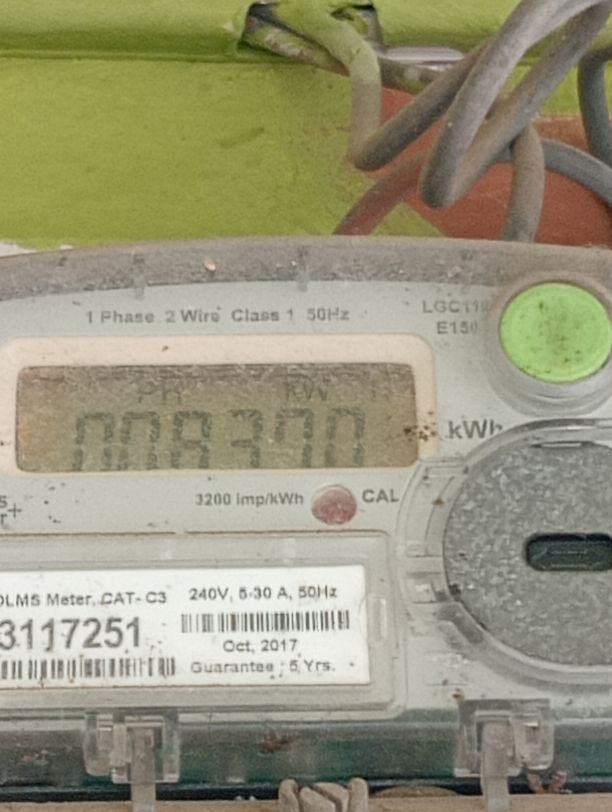 1 Phase 2 Wire Class 1 50Hz
kW
008370
kWh
3200 imp/kWh
CAL
DLMS Meter, CAT- C3
240V, 5-30 A, 50Hz
3117251
Oct, 2017
Guarantee : 5 Yrs.